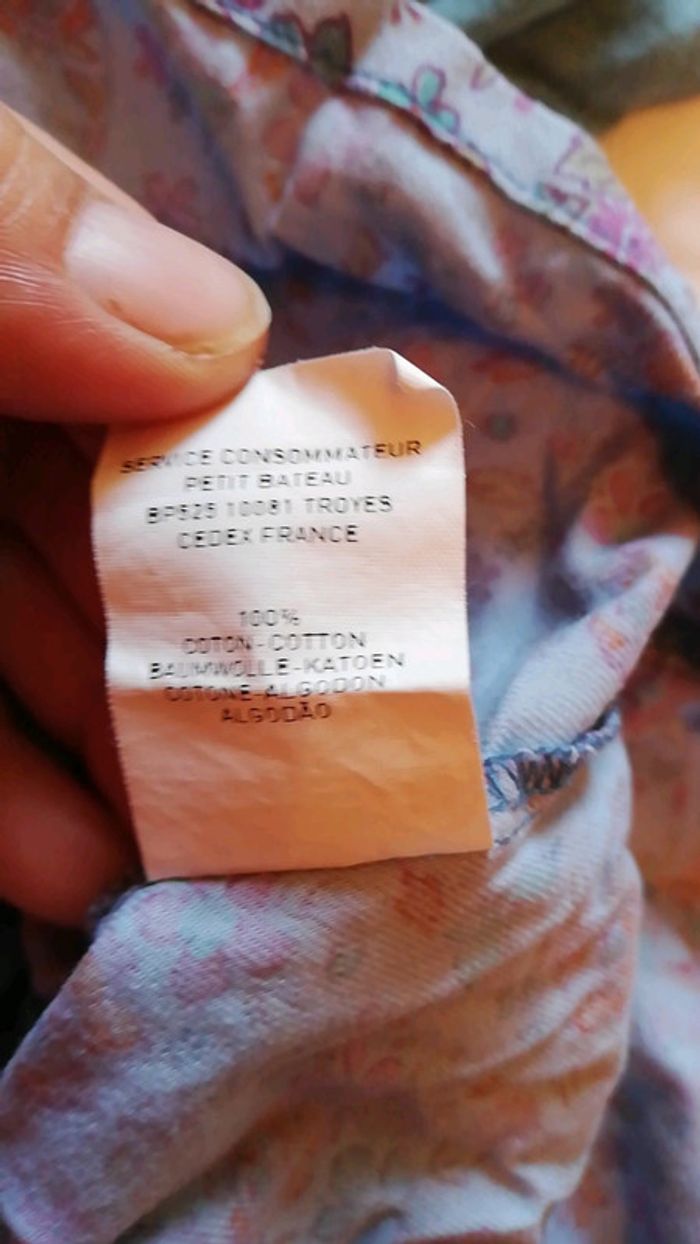 SERVICE CONSOMMATEUR
PETIT BATEAU
BP525 10081 TROYES
CEDEX FRANCE
100%
COTON-COTTON
BAUMWOLLE-KATOEN
COTONE-ALGODON
ALGODÃO